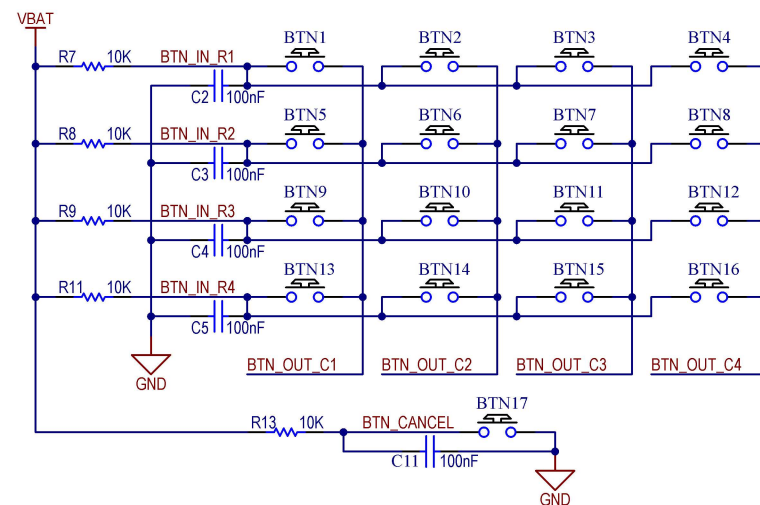 VBAT
BTN1 BTN2 BTN3 BTN4
R7 10K BTN_IN_R1
C2 100nF
BTN5 BTN6 BTN7 BTN8
R8 10K BTN_IN_R2
C3 100nF
BTN9 BTN10 BTN11 BTN12
R9 10K BTN_IN_R3
C4 100nF
BTN13 BTN14 BTN15 BTN16
R11 10K BTN_IN_R4
C5 100nF
BTN_OUT_C1 BTN_OUT_C2 BTN_OUT_C3 BTN_OUT_C4
GND
BTN17
R13 10K BTN_CANCEL
C11 100nF
GND